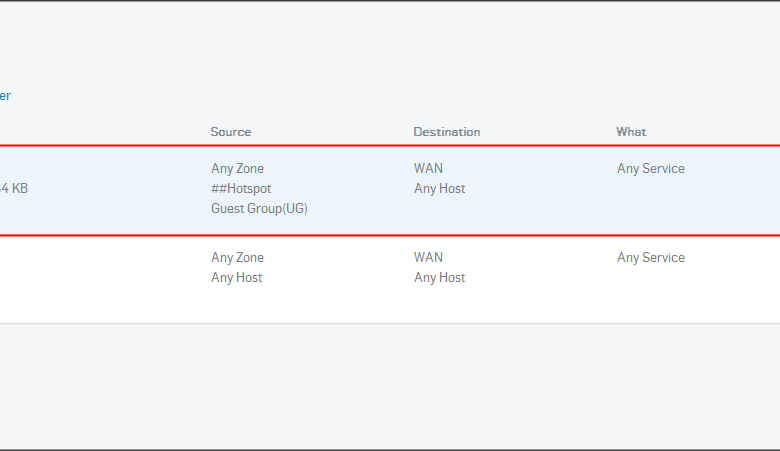 er
Source Destination What
Any Zone WAN Any Service
4 KB ##Hotspot Any Host
Guest Group(UG)
Any Zone WAN Any Service
Any Host Any Host